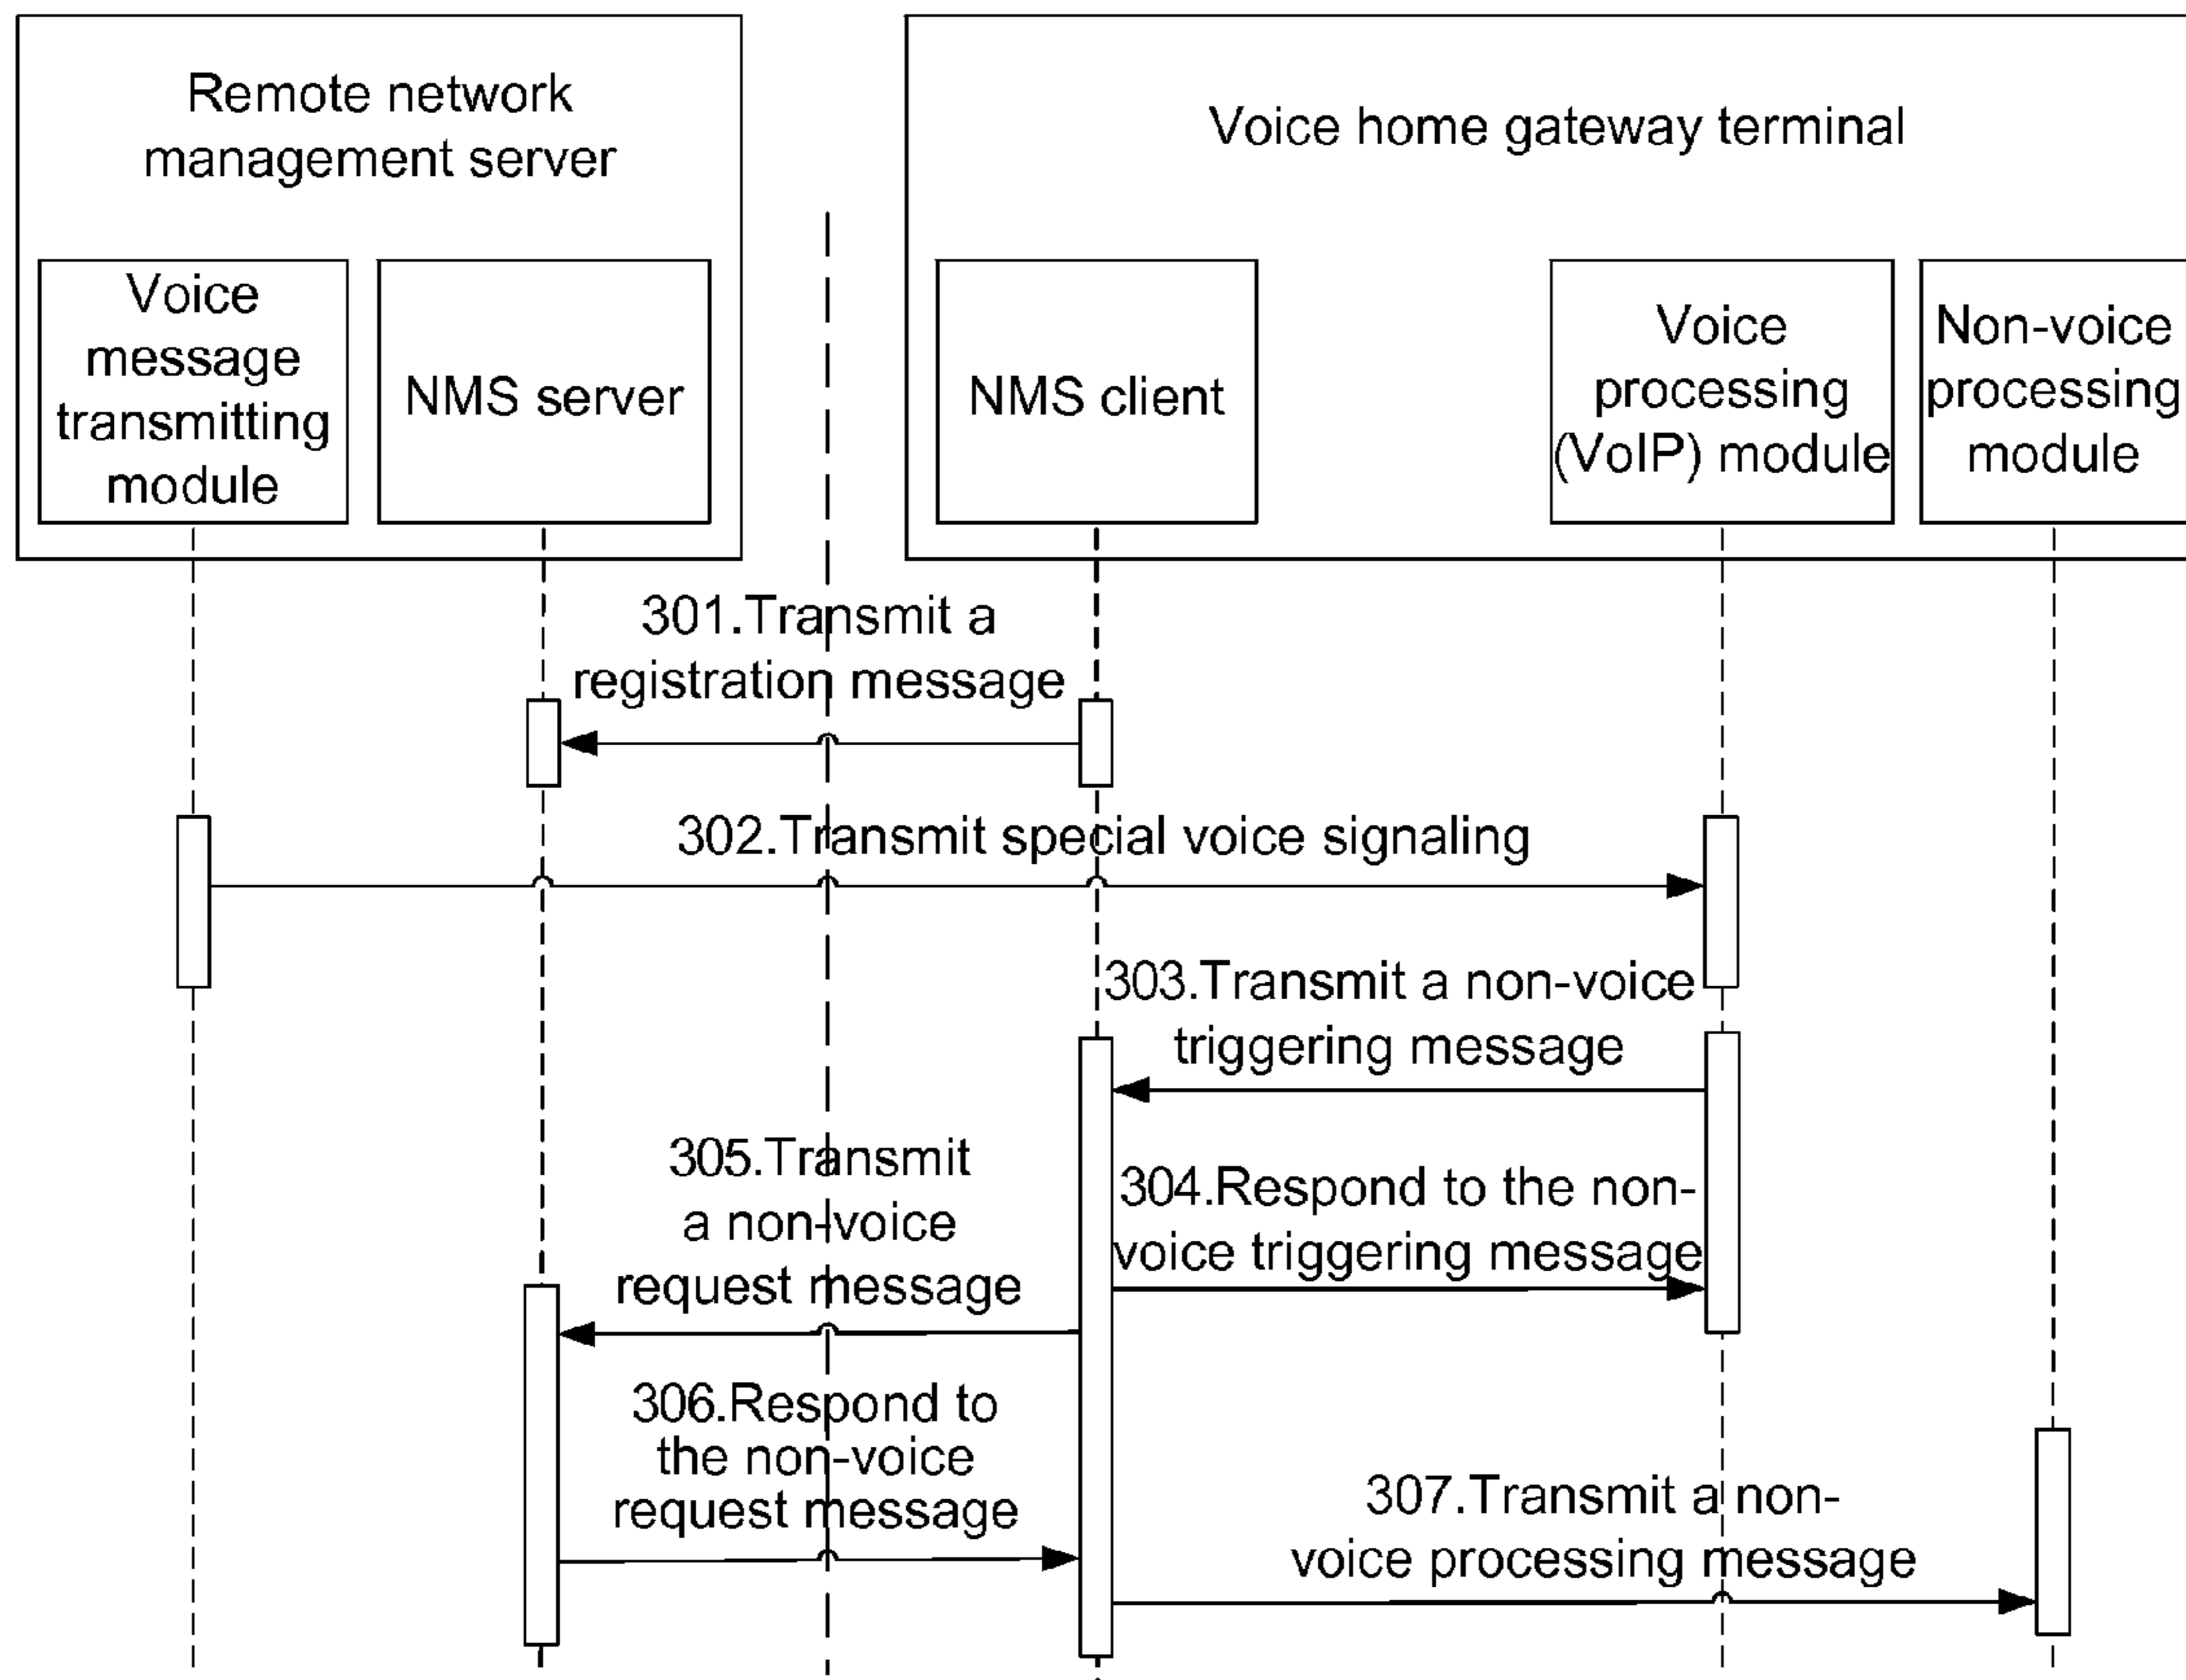 Remote network
management server
Voice home gateway terminal
Voice
message
transmitting
module
NMS server
NMS client
Voice
processing
(VoIP) module
Non-voice
processing
module
301.Transmit a
registration message
302.Transmit special voice signaling
303.Transmit a non-voice
triggering message
305.Transmit
a non-voice
request message
304.Respond to the non-
voice triggering message
306.Respond to
the non-voice
request message
307.Transmit a non-
voice processing message